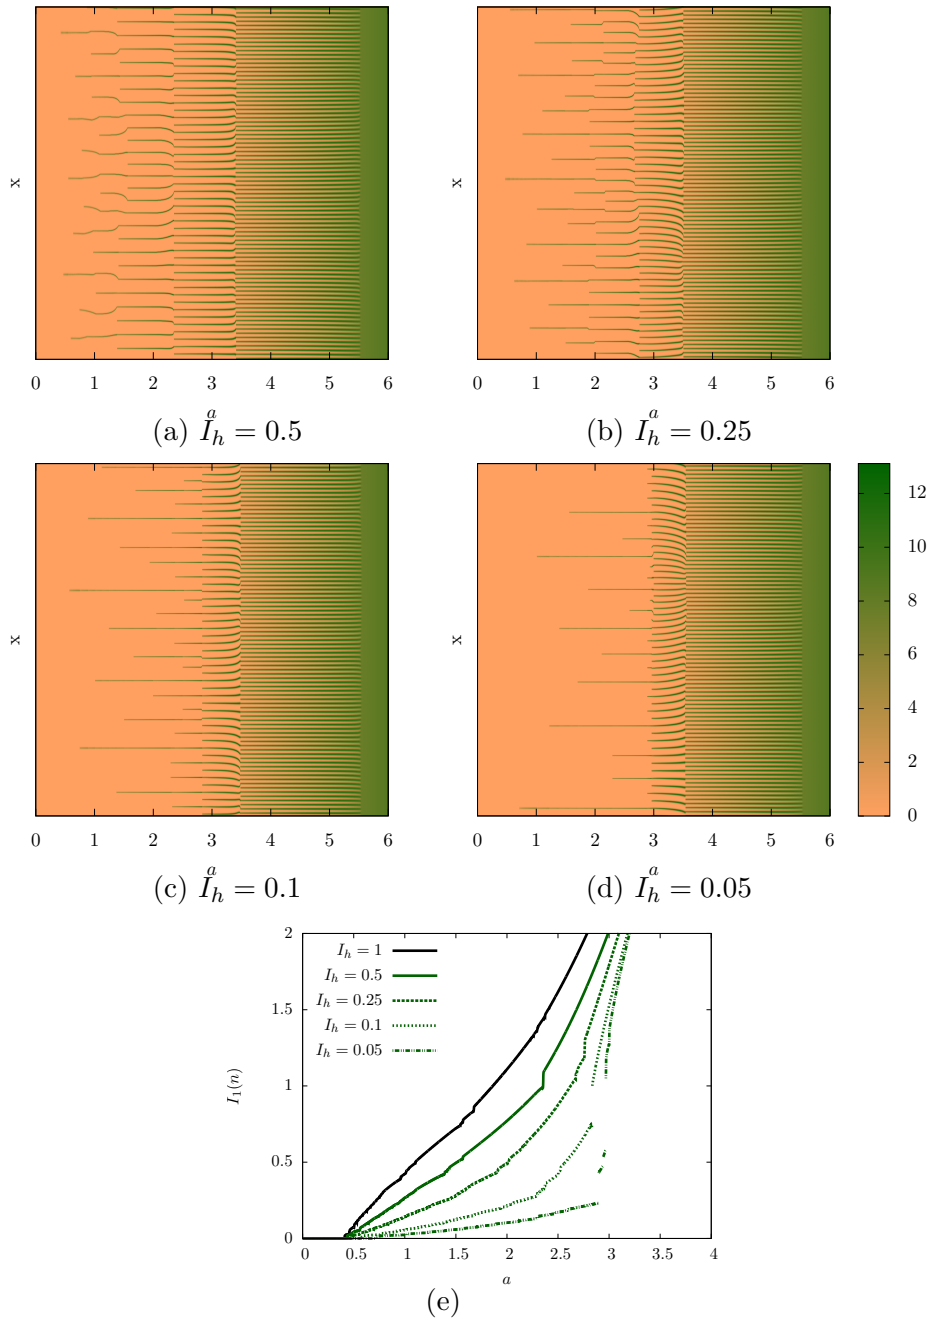 x
x
0 1 2 3 4 5 6
0 1 2 3 4 5 6
a
a
(a) I_h = 0.5
(b) I_h = 0.25
x
x
12
10
8
6
4
2
0
0 1 2 3 4 5 6
0 1 2 3 4 5 6
a
a
(c) I_h = 0.1
(d) I_h = 0.05
2
1.5
1
0.5
0
I_1(n)
I_h = 1
I_h = 0.5
I_h = 0.25
I_h = 0.1
I_h = 0.05
0 0.5 1 1.5 2 2.5 3 3.5 4
a
(e)